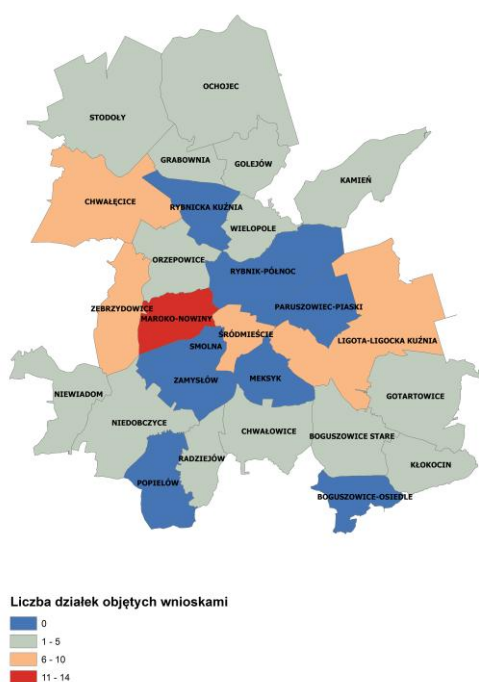 OCHOJEC
STODOŁY
GRABOWNIA
GOLEJÓW
KAMIEŃ
CHWAŁĘCICE
RYBNICKA KUŹNIA
WIELOPOLE
ORZEPOWICE
RYBNIK-PÓŁNOC
ZEBRZYDOWICE
PARUSZOWIEC-PIASKI
MAROKO-NOWINY
ŚRÓDMIEŚCIE
LIGOTA-LIGOCKA KUŹNIA
SMOLNA
ZAMYSŁÓW
MEKSYK
NIEWIADOM
GOTARTOWICE
NIEDOBCZYCE
CHWAŁOWICE
BOGUSZOWICE STARE
RADZIEJÓW
KŁOKOCIN
POPIELÓW
BOGUSZOWICE-OSIEDLE
Liczba działek objętych wnioskami
0
1 - 5
6 - 10
11 - 14